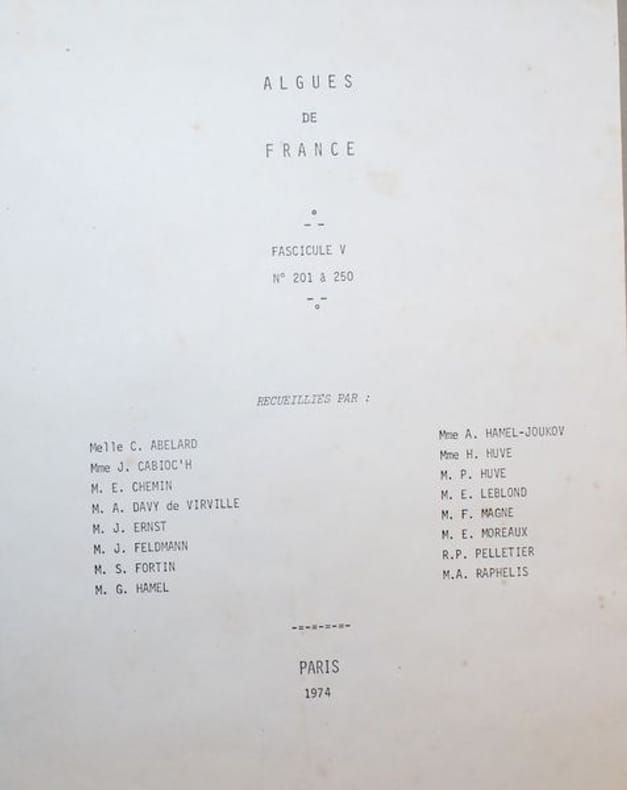 ALGUES
DE
FRANCE
FASCICULE V
N° 201 à 250
RECUEILLIES PAR :
Melle C. ABELARD
Mme J. CABIOC'H
M. E. CHEMIN
M. A. DAVY de VIRVILLE
M. J. ERNST
M. J. FELDMANN
M. S. FORTIN
M. G. HAMEL
Mme A. HAMEL-JOUKOV
Mme H. HUVE
M. P. HUVE
M. E. LEBLOND
M. F. MAGNE
M. E. MOREAUX
R.P. PELLETIER
M.A. RAPHELIS
PARIS
1974